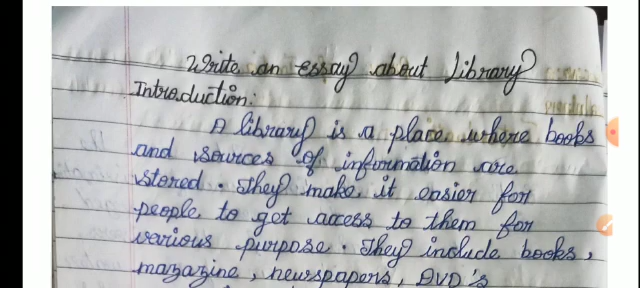 Write an essay about library
Introduction:
A library is a place where books
and sources of information are
stored. They make it easier for
people to get access to them for
various purpose. They include books,
mazazine, newspapers, DVD's